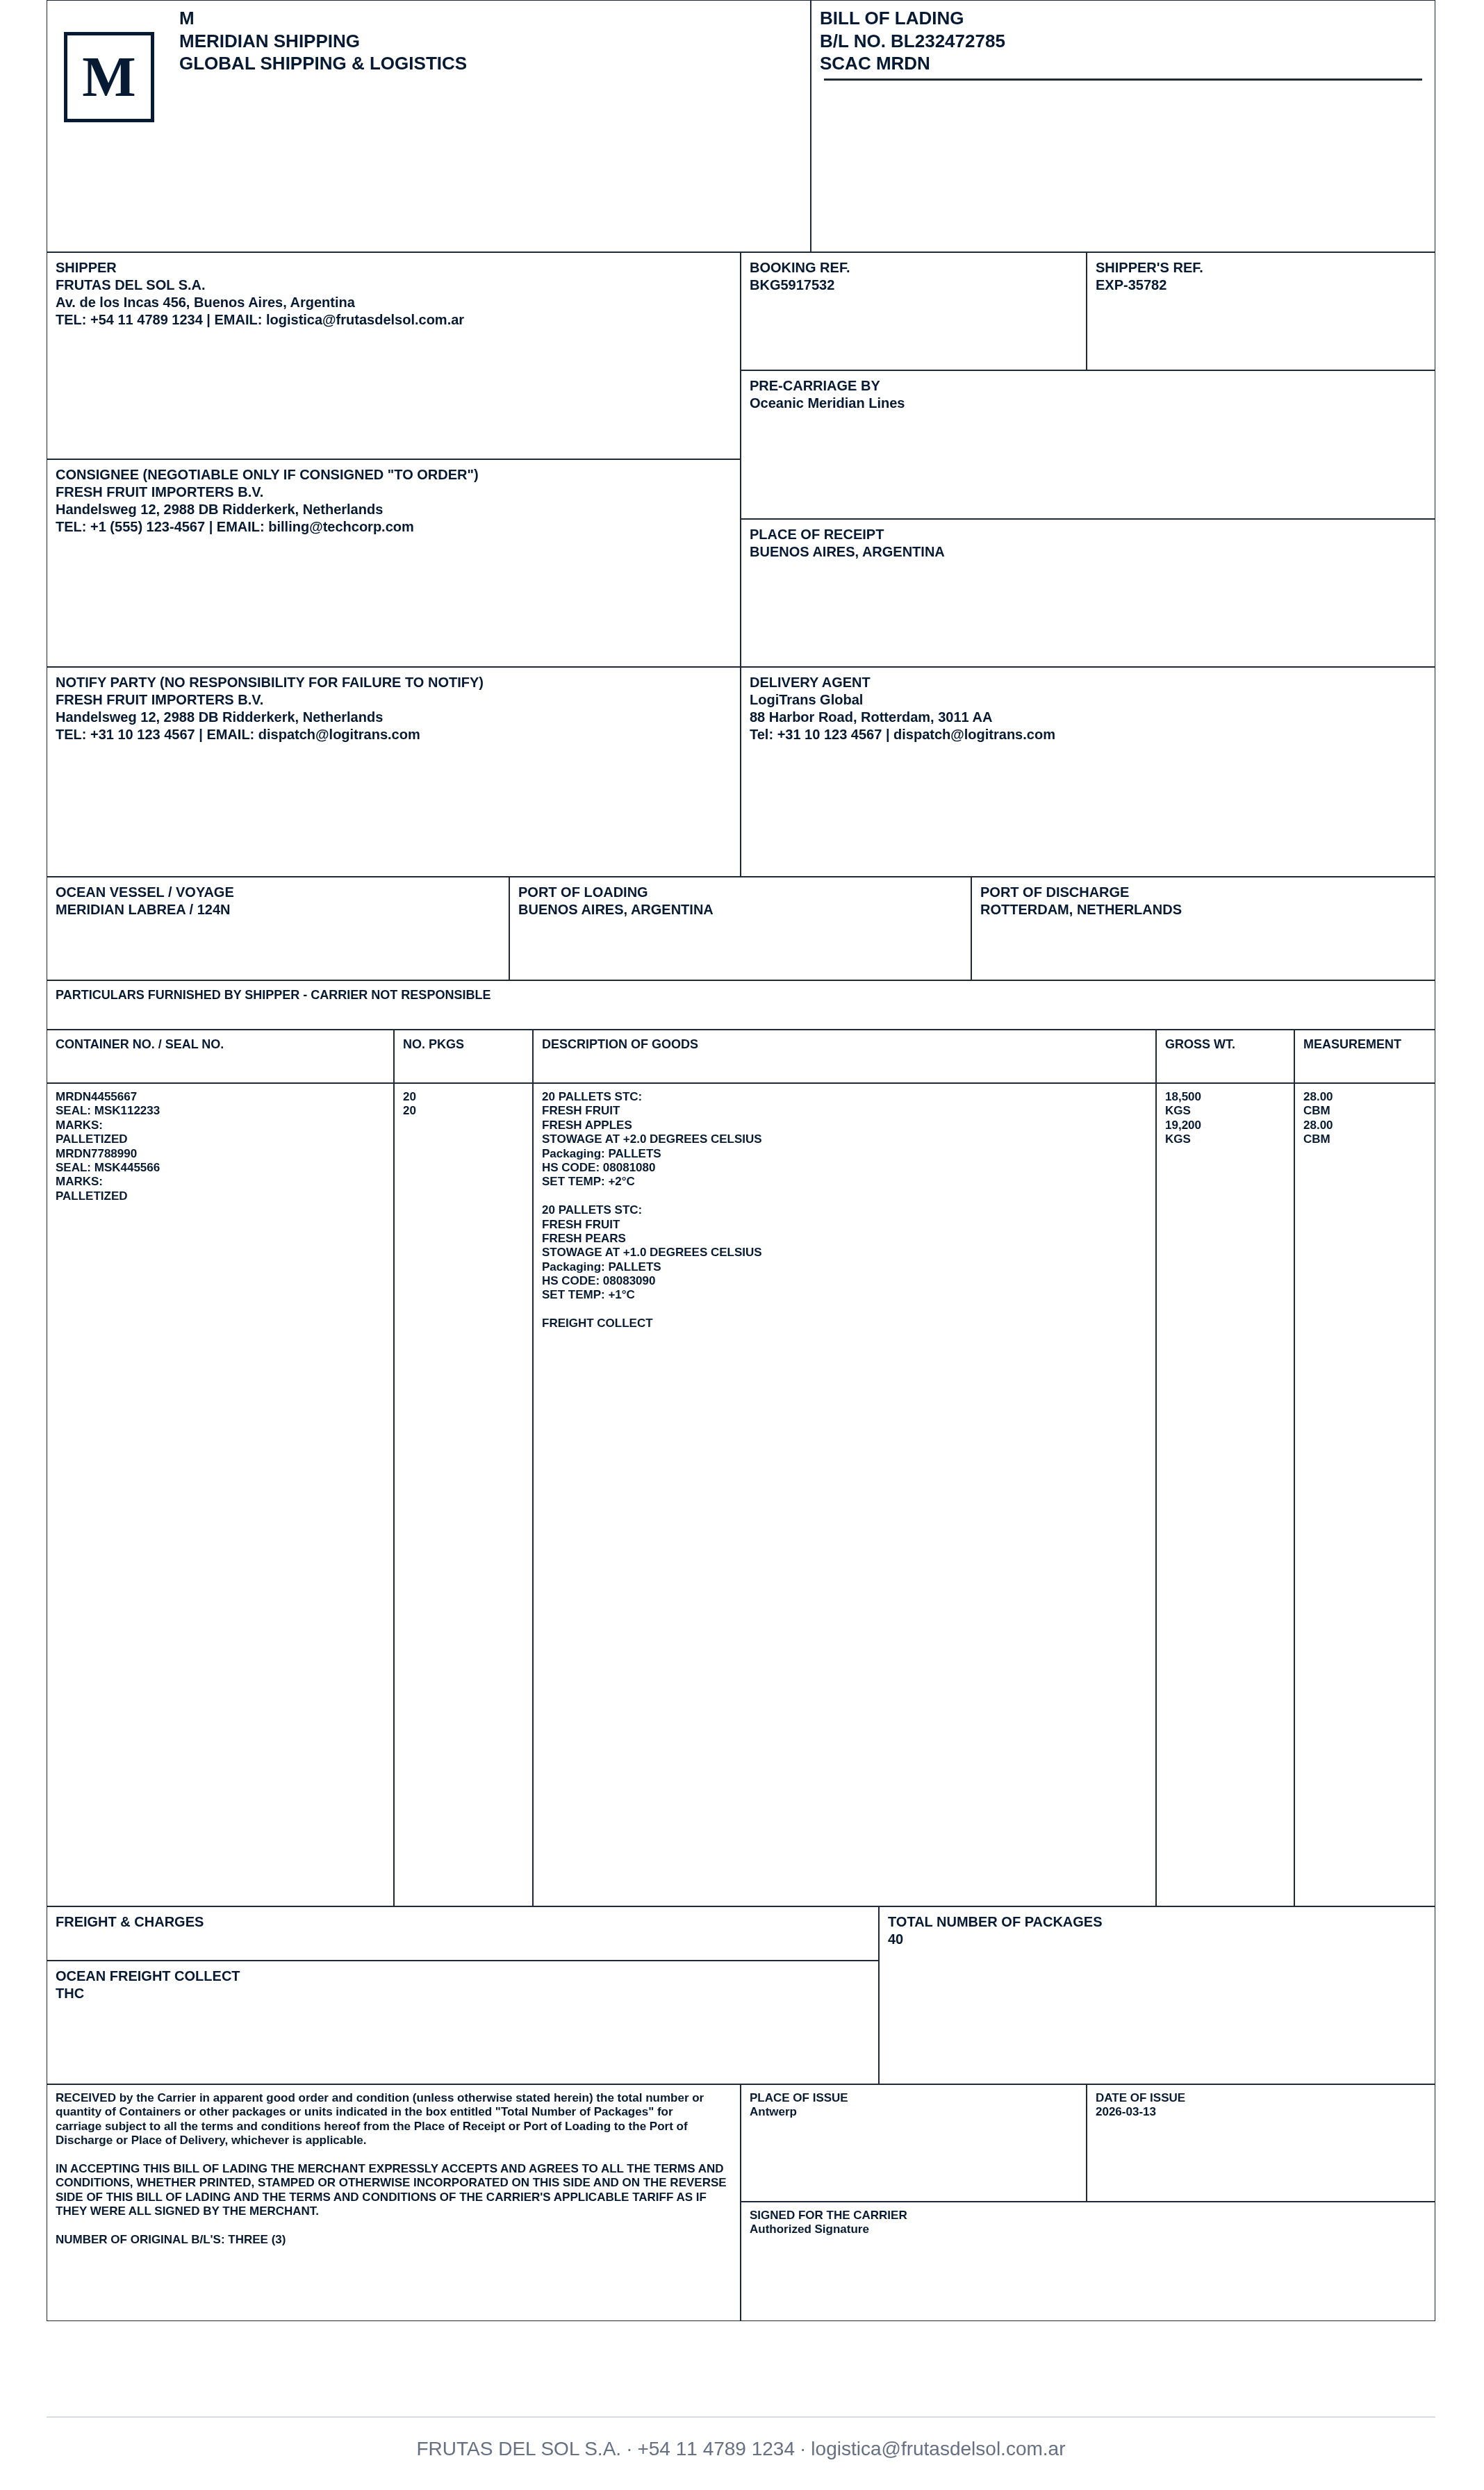 M
M
MERIDIAN SHIPPING
GLOBAL SHIPPING & LOGISTICS
BILL OF LADING
B/L NO. BL232472785
SCAC MRDN
SHIPPER
FRUTAS DEL SOL S.A.
Av. de los Incas 456, Buenos Aires, Argentina
TEL: +54 11 4789 1234 | EMAIL: logistica@frutasdelsol.com.ar
BOOKING REF.
BKG5917532
SHIPPER'S REF.
EXP-35782
PRE-CARRIAGE BY
Oceanic Meridian Lines
CONSIGNEE (NEGOTIABLE ONLY IF CONSIGNED "TO ORDER")
FRESH FRUIT IMPORTERS B.V.
Handelsweg 12, 2988 DB Ridderkerk, Netherlands
TEL: +1 (555) 123-4567 | EMAIL: billing@techcorp.com
PLACE OF RECEIPT
BUENOS AIRES, ARGENTINA
NOTIFY PARTY (NO RESPONSIBILITY FOR FAILURE TO NOTIFY)
FRESH FRUIT IMPORTERS B.V.
Handelsweg 12, 2988 DB Ridderkerk, Netherlands
TEL: +31 10 123 4567 | EMAIL: dispatch@logitrans.com
DELIVERY AGENT
LogiTrans Global
88 Harbor Road, Rotterdam, 3011 AA
Tel: +31 10 123 4567 | dispatch@logitrans.com
OCEAN VESSEL / VOYAGE
MERIDIAN LABREA / 124N
PORT OF LOADING
BUENOS AIRES, ARGENTINA
PORT OF DISCHARGE
ROTTERDAM, NETHERLANDS
PARTICULARS FURNISHED BY SHIPPER - CARRIER NOT RESPONSIBLE
CONTAINER NO. / SEAL NO.
NO. PKGS
DESCRIPTION OF GOODS
GROSS WT.
MEASUREMENT
MRDN4455667
SEAL: MSK112233
MARKS:
PALLETIZED
MRDN7788990
SEAL: MSK445566
MARKS:
PALLETIZED
20
20
20 PALLETS STC:
FRESH FRUIT
FRESH APPLES
STOWAGE AT +2.0 DEGREES CELSIUS
Packaging: PALLETS
HS CODE: 08081080
SET TEMP: +2°C
20 PALLETS STC:
FRESH FRUIT
FRESH PEARS
STOWAGE AT +1.0 DEGREES CELSIUS
Packaging: PALLETS
HS CODE: 08083090
SET TEMP: +1°C
FREIGHT COLLECT
18,500
KGS
19,200
KGS
28.00
CBM
28.00
CBM
FREIGHT & CHARGES
OCEAN FREIGHT COLLECT
THC
TOTAL NUMBER OF PACKAGES
40
RECEIVED by the Carrier in apparent good order and condition (unless otherwise stated herein) the total number or
quantity of Containers or other packages or units indicated in the box entitled "Total Number of Packages" for
carriage subject to all the terms and conditions hereof from the Place of Receipt or Port of Loading to the Port of
Discharge or Place of Delivery, whichever is applicable.
IN ACCEPTING THIS BILL OF LADING THE MERCHANT EXPRESSLY ACCEPTS AND AGREES TO ALL THE TERMS AND
CONDITIONS, WHETHER PRINTED, STAMPED OR OTHERWISE INCORPORATED ON THIS SIDE AND ON THE REVERSE
SIDE OF THIS BILL OF LADING AND THE TERMS AND CONDITIONS OF THE CARRIER'S APPLICABLE TARIFF AS IF
THEY WERE ALL SIGNED BY THE MERCHANT.
NUMBER OF ORIGINAL B/L'S: THREE (3)
PLACE OF ISSUE
Antwerp
DATE OF ISSUE
2026-03-13
SIGNED FOR THE CARRIER
Authorized Signature
FRUTAS DEL SOL S.A. · +54 11 4789 1234 · logistica@frutasdelsol.com.ar